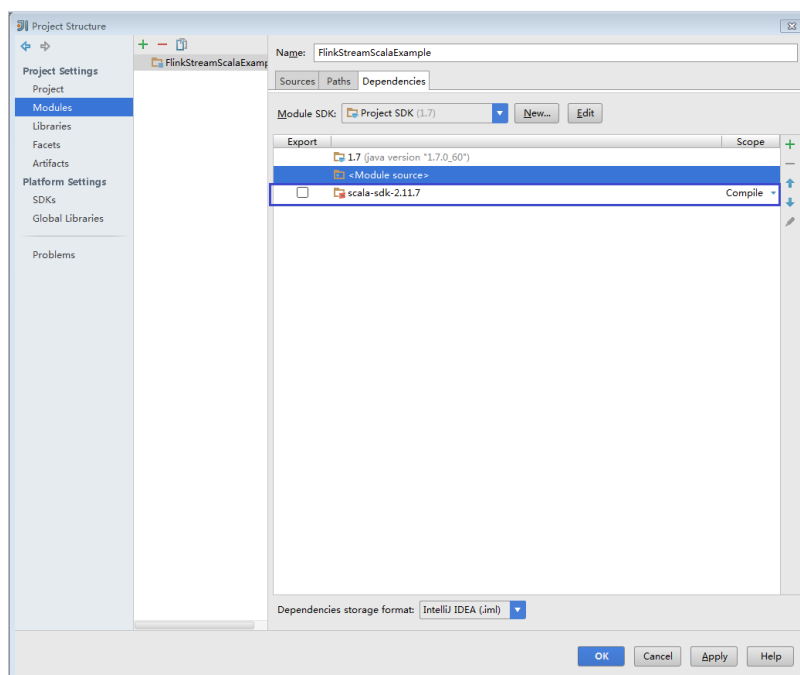 Project Structure
Project Settings
Project
Modules
Libraries
Facets
Artifacts
Platform Settings
SDKs
Global Libraries
Problems
FlinkStreamScalaExamp
Name: FlinkStreamScalaExample
Sources Paths Dependencies
Module SDK: Project SDK (1.7) New... Edit
Export Scope
1.7 (java version "1.7.0_60")
<Module source>
scala-sdk-2.11.7 Compile
Dependencies storage format: IntelliJ IDEA (.iml)
OK Cancel Apply Help